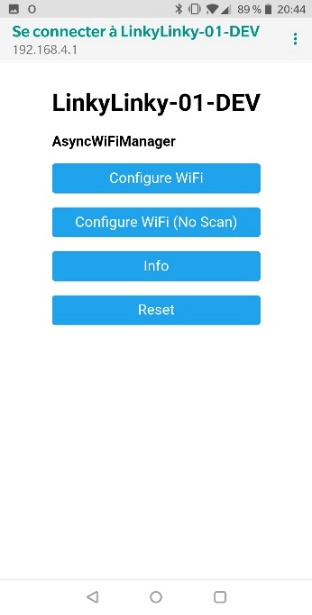 89 % 20:44
Se connecter à LinkyLinky-01-DEV
192.168.4.1
LinkyLinky-01-DEV
AsyncWiFiManager
Configure WiFi
Configure WiFi (No Scan)
Info
Reset